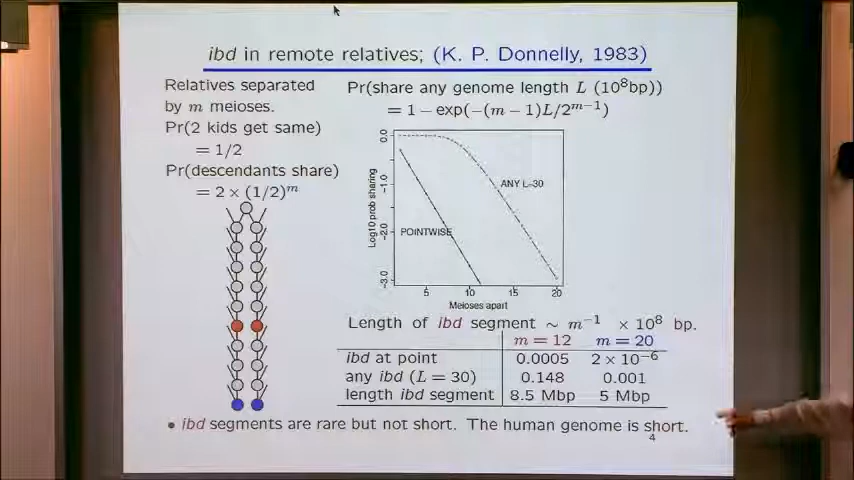 ibd in remote relatives; (K. P. Donnelly, 1983)
Relatives separated
by m meioses.
Pr(2 kids get same)
= 1/2
Pr(descendants share)
= 2 × (1/2)^m
Pr(share any genome length L (10^8bp))
= 1 − exp(−(m − 1)L/2^{m−1})
Log10 prob sharing
0.0
-1.0
-2.0
-3.0
ANY L=30
POINTWISE
5 10 15 20
Meioses apart
Length of ibd segment ∼ m^{−1} × 10^8 bp.
m = 12 m = 20
ibd at point 0.0005 2 × 10^{−6}
any ibd (L = 30) 0.148 0.001
length ibd segment 8.5 Mbp 5 Mbp
• ibd segments are rare but not short. The human genome is short.
4